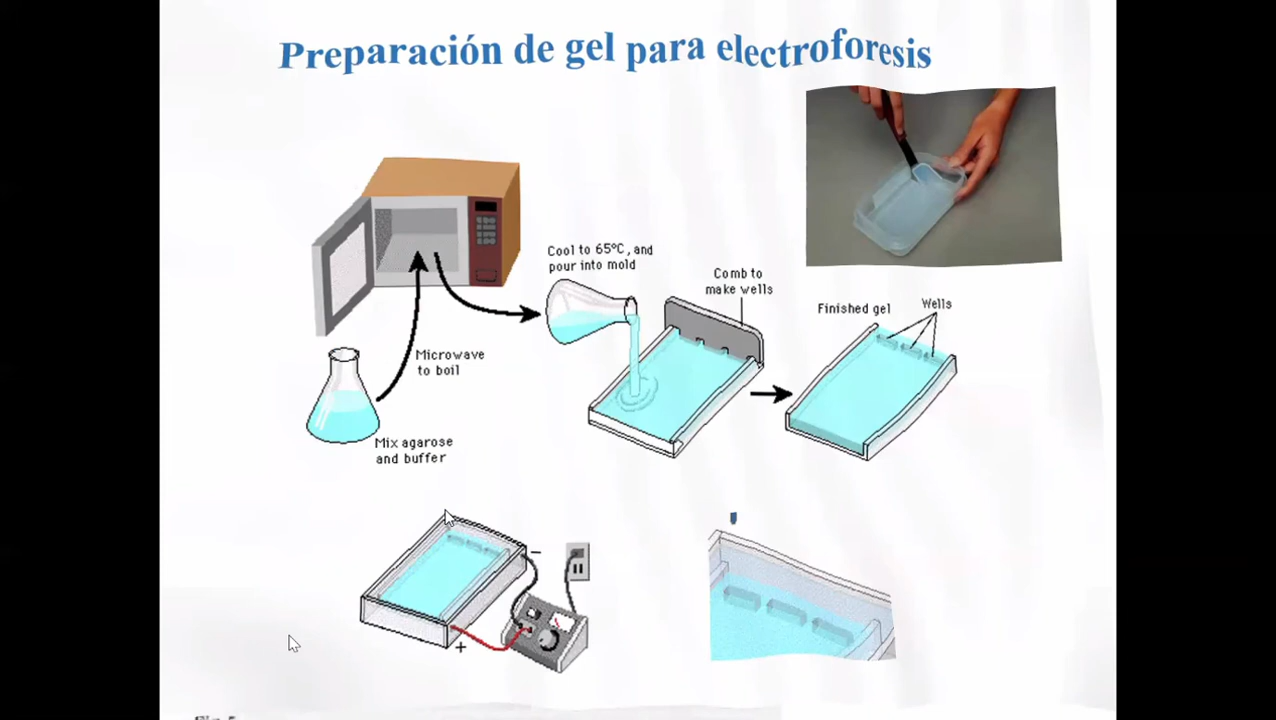 Preparación de gel para electroforesis
Cool to 65°C, and
pour into mold
Comb to
make wells
Finished gel
Wells
Microwave
to boil
Mix agarose
and buffer
−
+